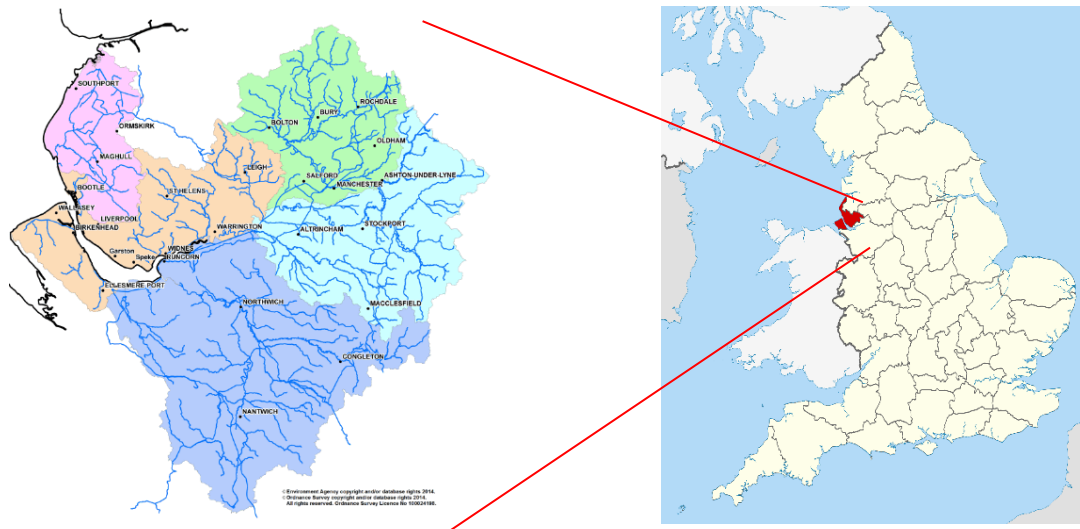 SOUTHPORT
ORMSKIRK
MAGHULL
BOOTLE
WALLASEY
LIVERPOOL
BIRKENHEAD
Garston
Speke
WIDNES
RUNCORN
ELLESMERE PORT
ST HELENS
LEIGH
WARRINGTON
BOLTON
BURY
ROCHDALE
OLDHAM
SALFORD
MANCHESTER
ASHTON-UNDER-LYNE
ALTRINCHAM
STOCKPORT
MACCLESFIELD
NORTHWICH
CONGLETON
NANTWICH
© Environment Agency copyright and/or database rights 2014.
© Ordnance Survey copyright and/or database rights 2014.
All rights reserved. Ordnance Survey Licence No 100024198.